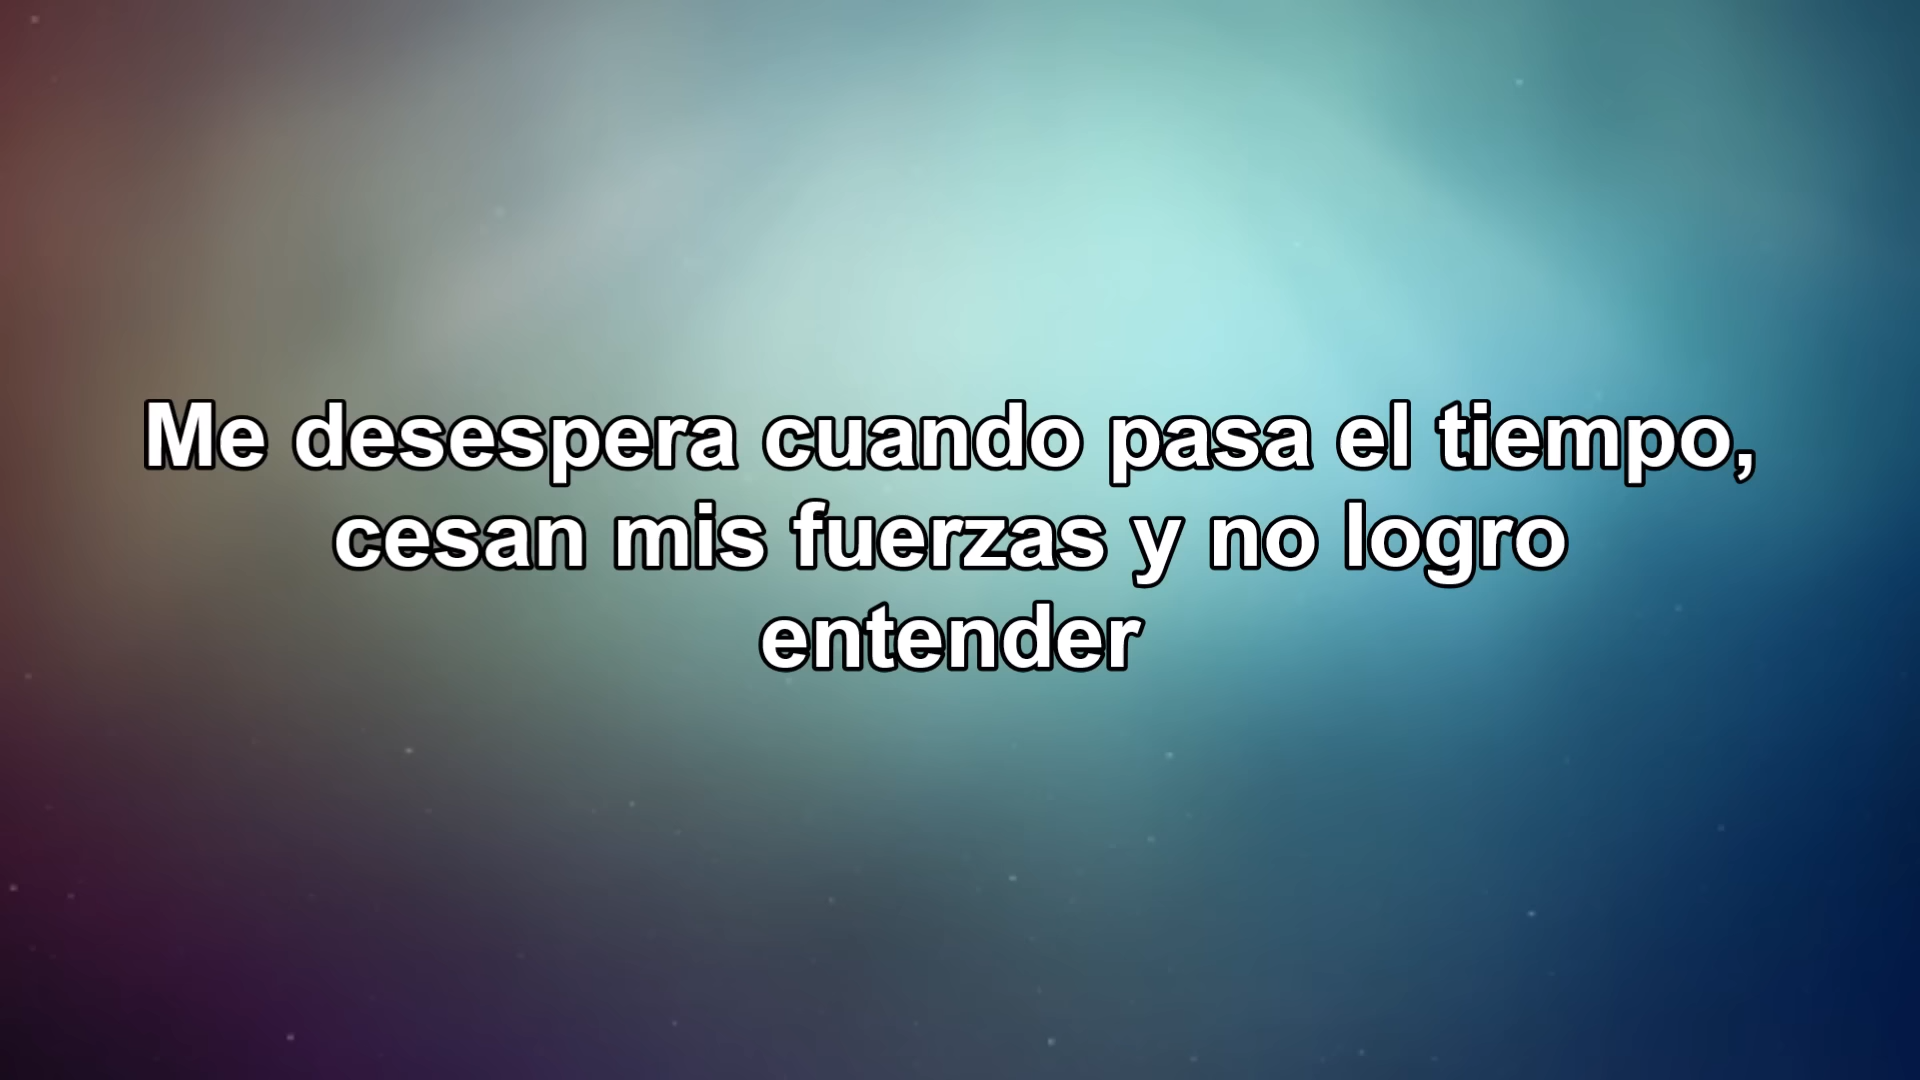 Me desespera cuando pasa el tiempo,
cesan mis fuerzas y no logro
entender